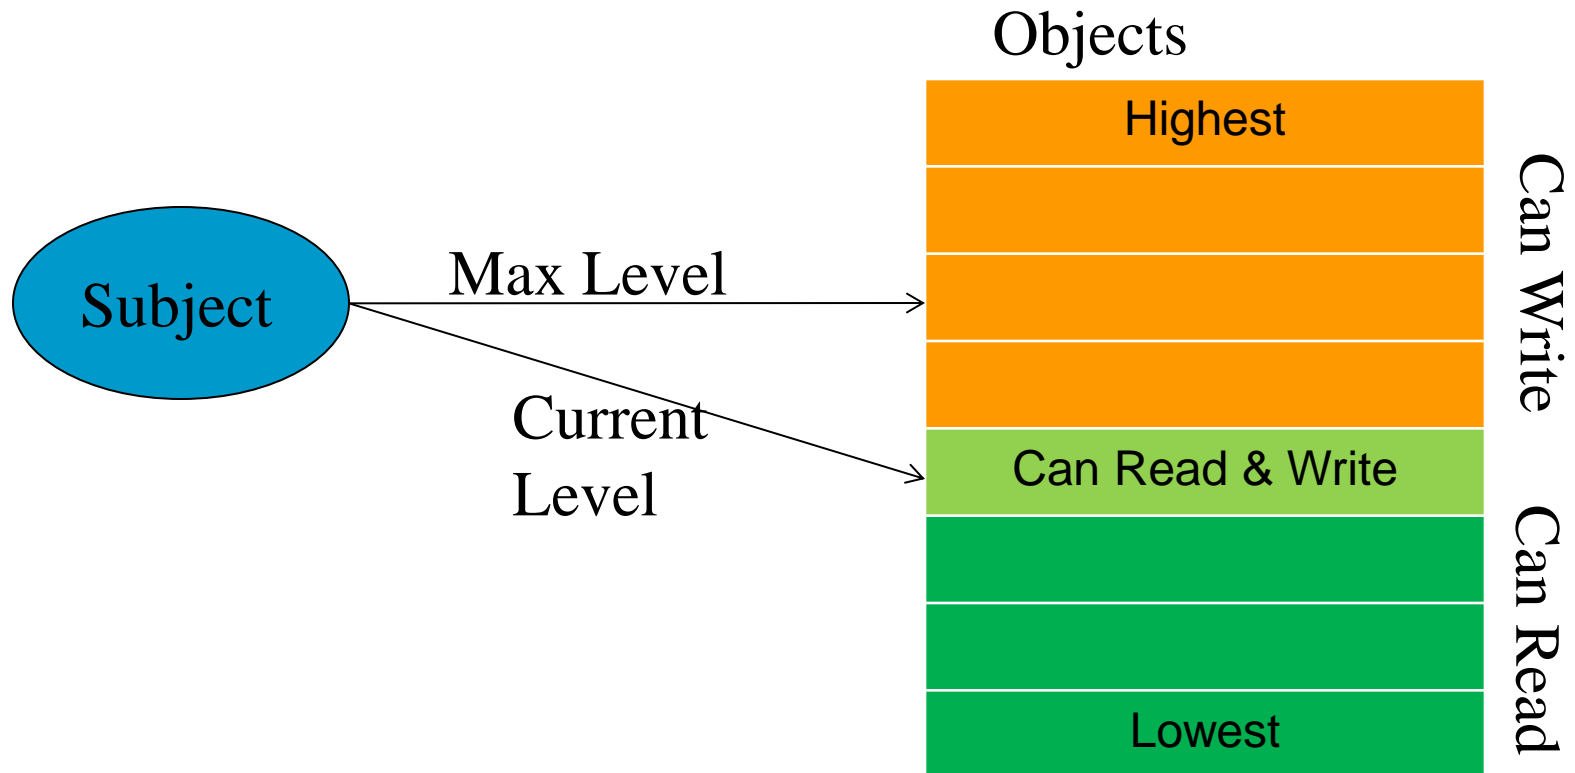 Objects
Highest
Can Write
Subject
Max Level
Current
Level
Can Read & Write
Can Read
Lowest